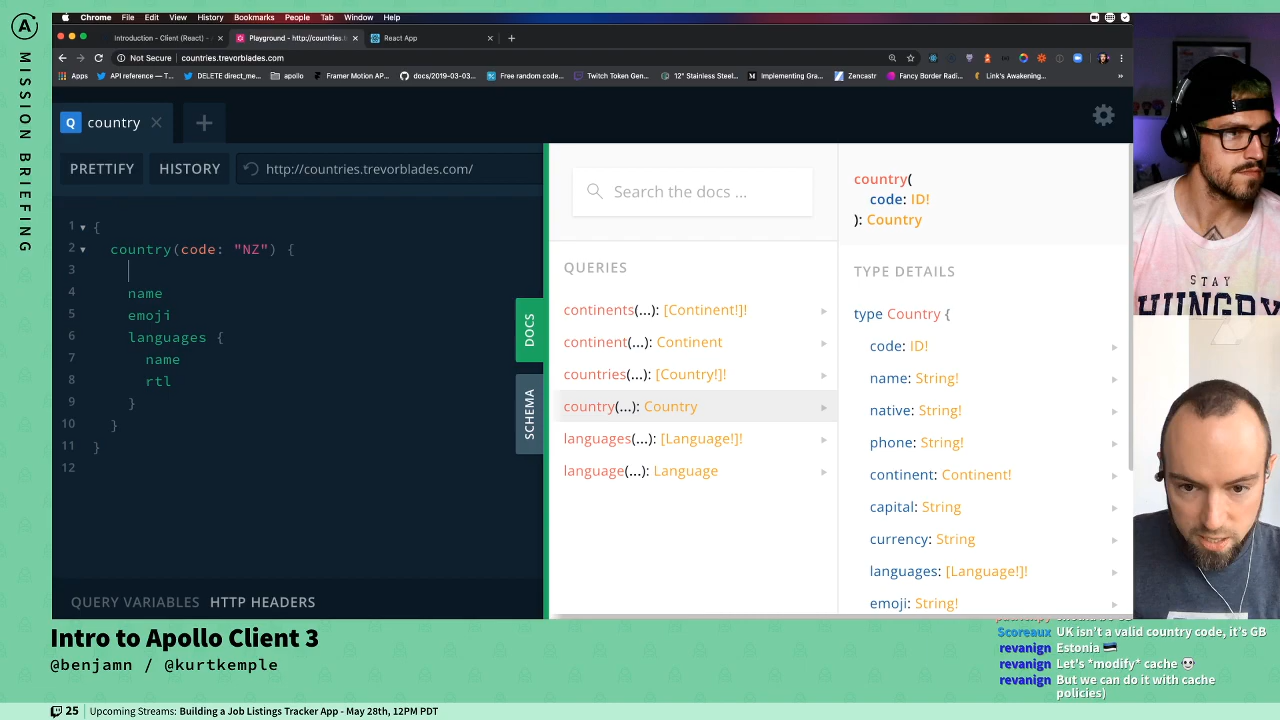 A
MISSION BRIEFING
Chrome File Edit View History Bookmarks People Tab Window Help
Introduction - Client (React) - × Playground - http://countries.t × React App × +
Not Secure | countries.trevorblades.com
Apps API reference — T... DELETE direct_me... apollo Framer Motion AP... docs/2019-03-03... Free random code... Twitch Token Gen... 12" Stainless Steel... Implementing Gra... Zencastr Fancy Border Radi... Link's Awakening...
Q country × +
PRETTIFY HISTORY http://countries.trevorblades.com/
1 {
2 country(code: "NZ") {
3
4 name
5 emoji
6 languages {
7 name
8 rtl
9 }
10 }
11 }
12
QUERY VARIABLES HTTP HEADERS
DOCS
SCHEMA
Search the docs ...
QUERIES
continents(...): [Continent!]!
continent(...): Continent
countries(...): [Country!]!
country(...): Country
languages(...): [Language!]!
language(...): Language
country(
code: ID!
): Country
TYPE DETAILS
type Country {
code: ID!
name: String!
native: String!
phone: String!
continent: Continent!
capital: String
currency: String
languages: [Language!]!
emoji: String!
STAY
HUNGRY
Intro to Apollo Client 3
@benjamn / @kurtkemple
Scoreaux UK isn't a valid country code, it's GB
revanign Estonia
revanign Let's *modify* cache
revanign But we can do it with cache
policies)
25 Upcoming Streams: Building a Job Listings Tracker App - May 28th, 12PM PDT